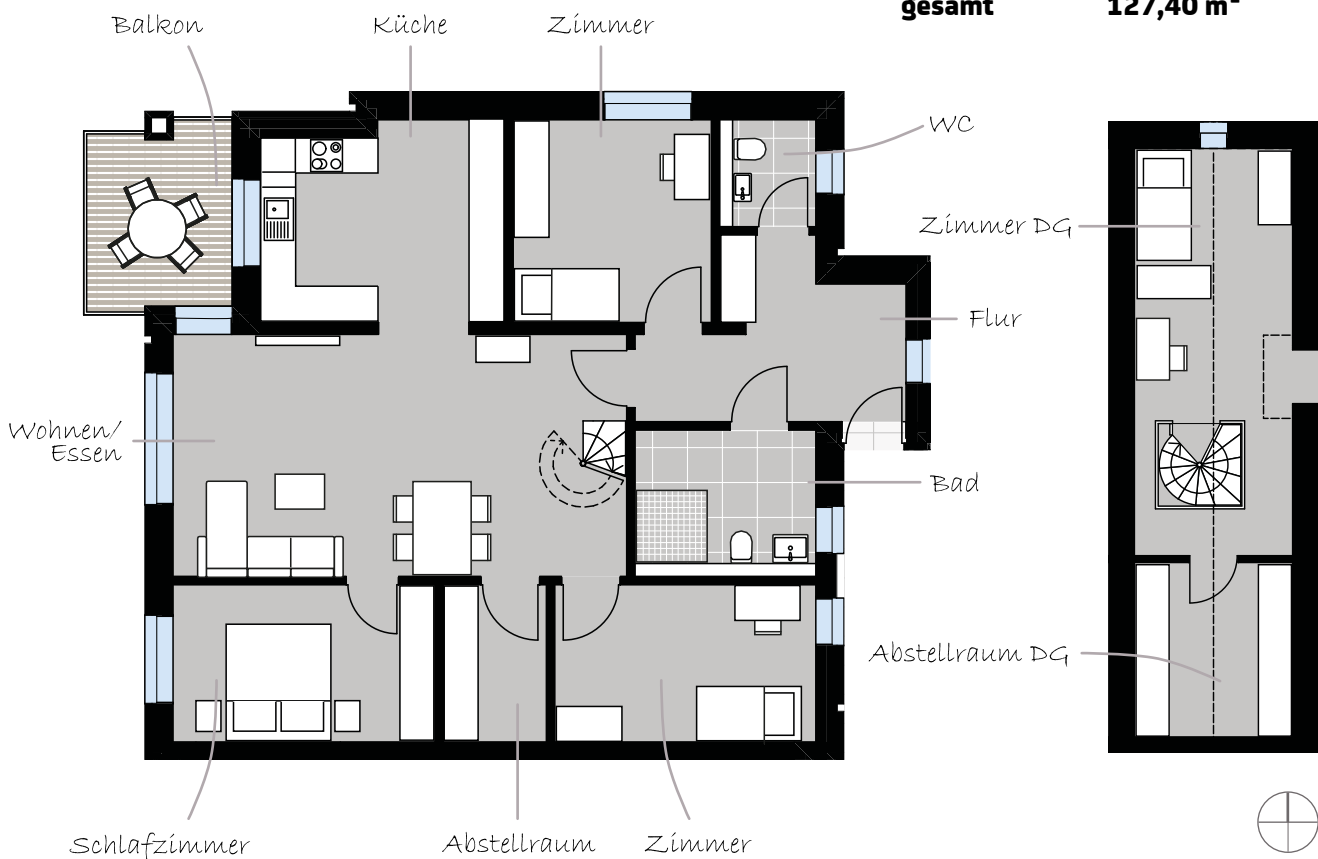 gesamt 127,40 m²
Balkon
Küche
Zimmer
WC
Zimmer DG
Flur
Wohnen/
Essen
Bad
Abstellraum DG
Schlafzimmer
Abstellraum
Zimmer